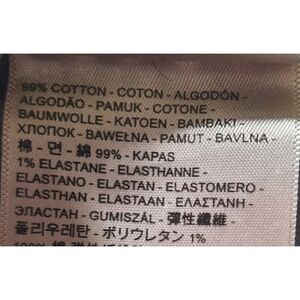 99% COTTON - COTON - ALGODÓN -
ALGODÃO - PAMUK - COTONE -
BAUMWOLLE - KATOEN - BAMBAKI -
ХЛОПОК - BAWEŁNA - PAMUT - BAVLNA -
棉 - 면 - 綿 99% - KAPAS
1% ELASTANE - ELASTHANNE -
ELASTANO - ELASTAN - ELASTOMERO -
ELASTHAN - ELASTAAN - ΕΛΑΣΤΑΝΗ -
ЭЛАСТАН - GUMISZÁL - 彈性纖維 -
폴리우레탄 - ポリウレタン 1%
100%